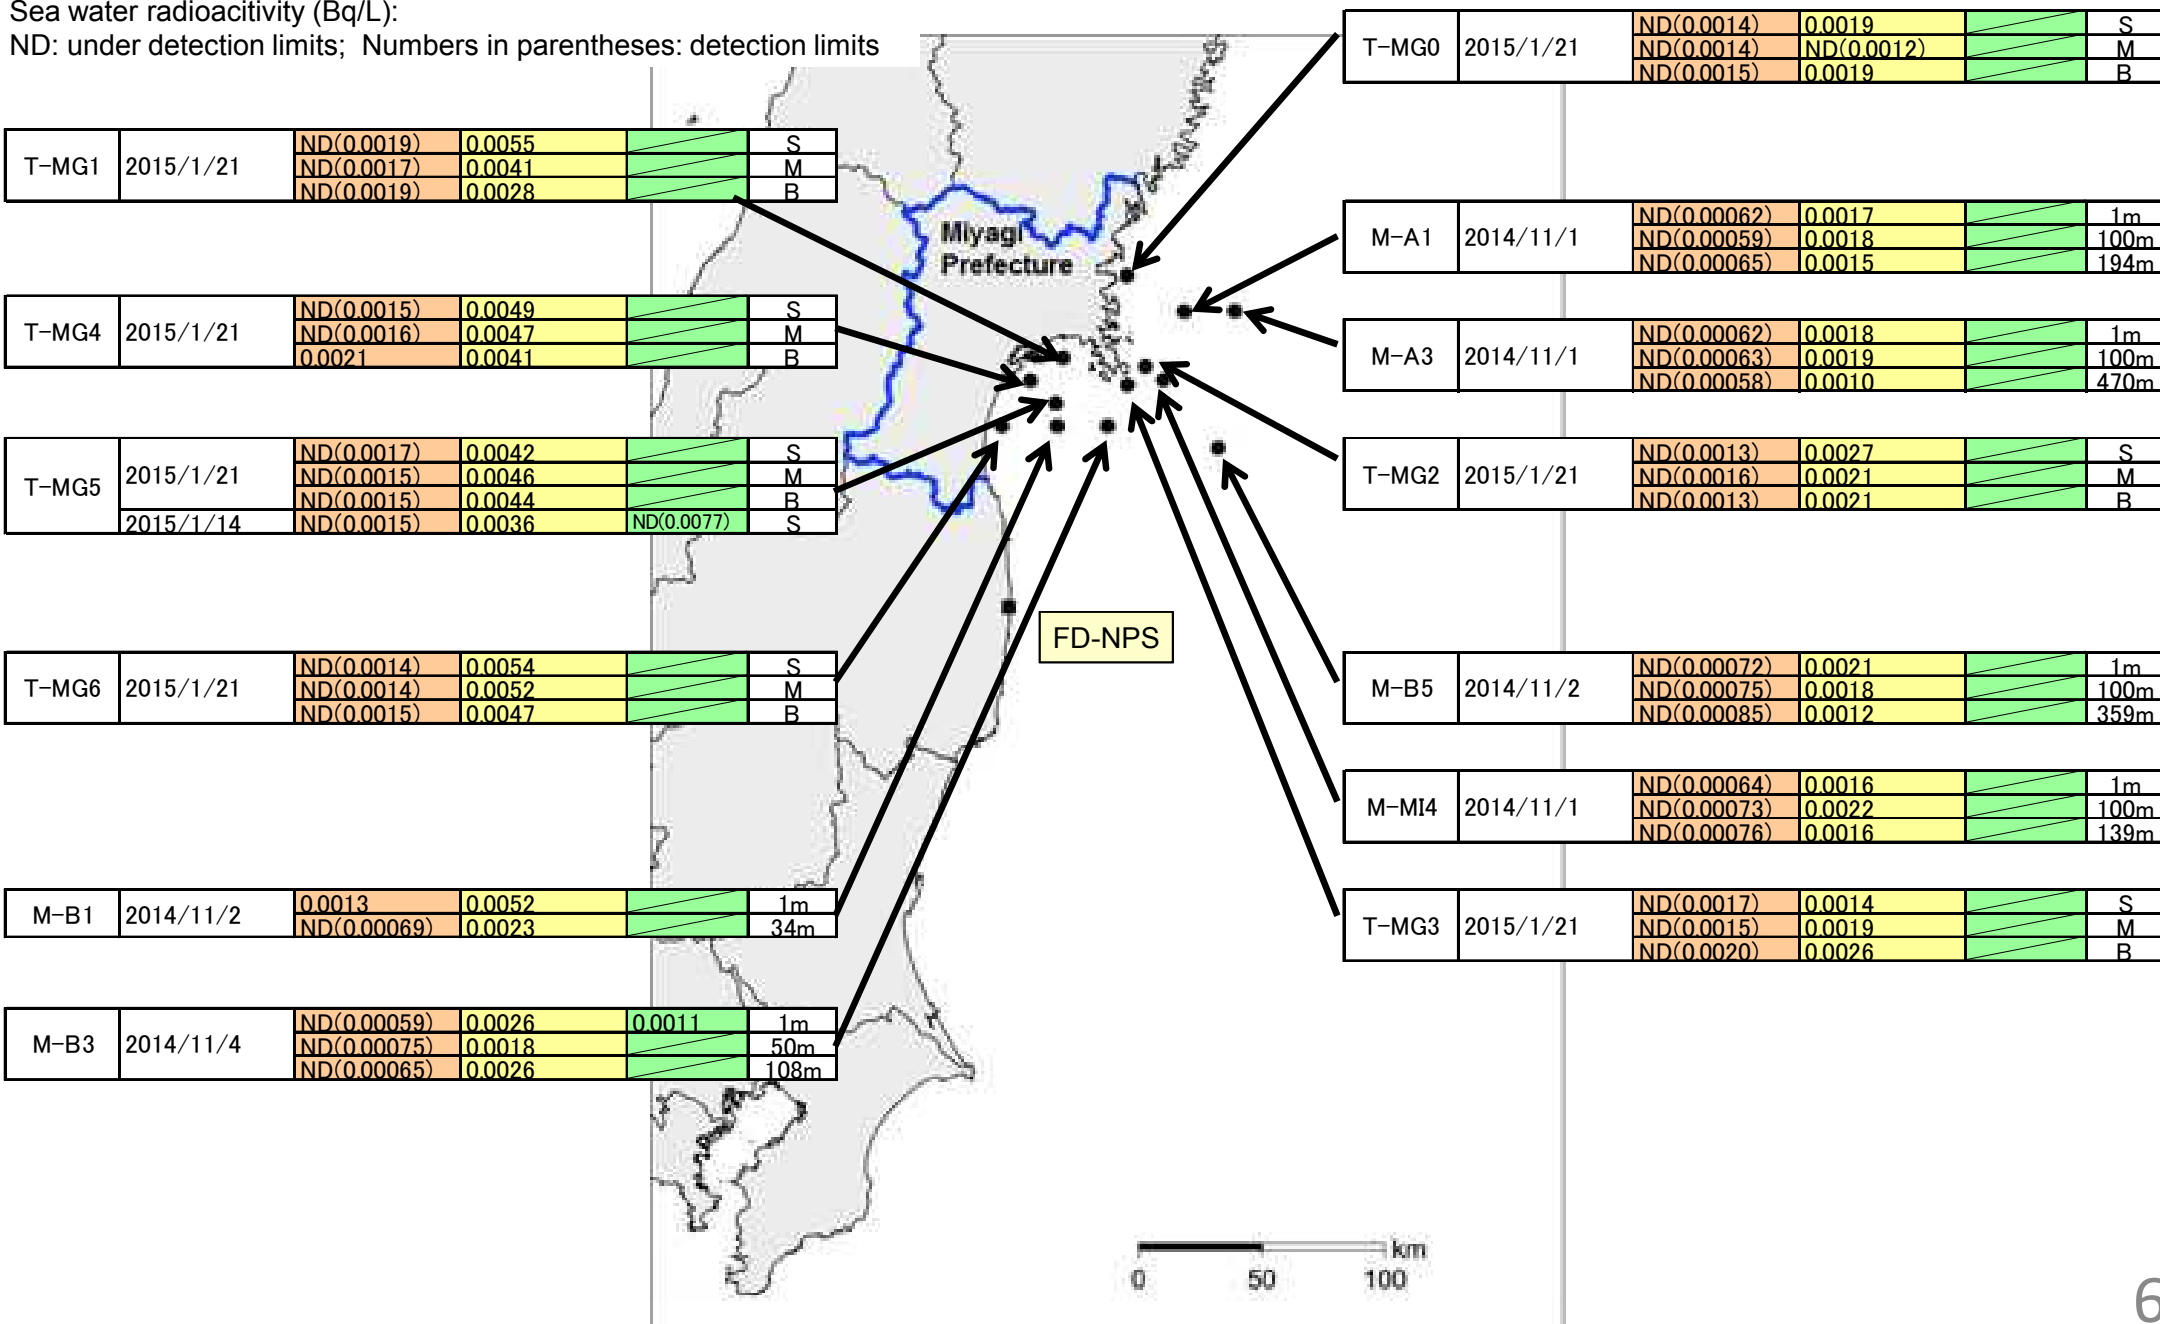 Sea water radioacitivity (Bq/L):
ND: under detection limits; Numbers in parentheses: detection limits
T-MG0 2015/1/21
ND(0.0014) 0.0019 S
ND(0.0014) ND(0.0012) M
ND(0.0015) 0.0019 B
T-MG1 2015/1/21
ND(0.0019) 0.0055 S
ND(0.0017) 0.0041 M
ND(0.0019) 0.0028 B
M-A1 2014/11/1
ND(0.00062) 0.0017 1m
ND(0.00059) 0.0018 100m
ND(0.00065) 0.0015 194m
Miyagi
Prefecture
T-MG4 2015/1/21
ND(0.0015) 0.0049 S
ND(0.0016) 0.0047 M
0.0021 0.0041 B
M-A3 2014/11/1
ND(0.00062) 0.0018 1m
ND(0.00063) 0.0019 100m
ND(0.00058) 0.0010 470m
T-MG5 2015/1/21
ND(0.0017) 0.0042 S
ND(0.0015) 0.0046 M
ND(0.0015) 0.0044 B
2015/1/14 ND(0.0015) 0.0036 ND(0.0077) S
T-MG2 2015/1/21
ND(0.0013) 0.0027 S
ND(0.0016) 0.0021 M
ND(0.0013) 0.0021 B
FD-NPS
T-MG6 2015/1/21
ND(0.0014) 0.0054 S
ND(0.0014) 0.0052 M
ND(0.0015) 0.0047 B
M-B5 2014/11/2
ND(0.00072) 0.0021 1m
ND(0.00075) 0.0018 100m
ND(0.00085) 0.0012 359m
M-MI4 2014/11/1
ND(0.00064) 0.0016 1m
ND(0.00073) 0.0022 100m
ND(0.00076) 0.0016 139m
M-B1 2014/11/2
0.0013 0.0052 1m
ND(0.00069) 0.0023 34m
T-MG3 2015/1/21
ND(0.0017) 0.0014 S
ND(0.0015) 0.0019 M
ND(0.0020) 0.0026 B
M-B3 2014/11/4
ND(0.00059) 0.0026 0.0011 1m
ND(0.00075) 0.0018 50m
ND(0.00065) 0.0026 108m
km
0 50 100
6